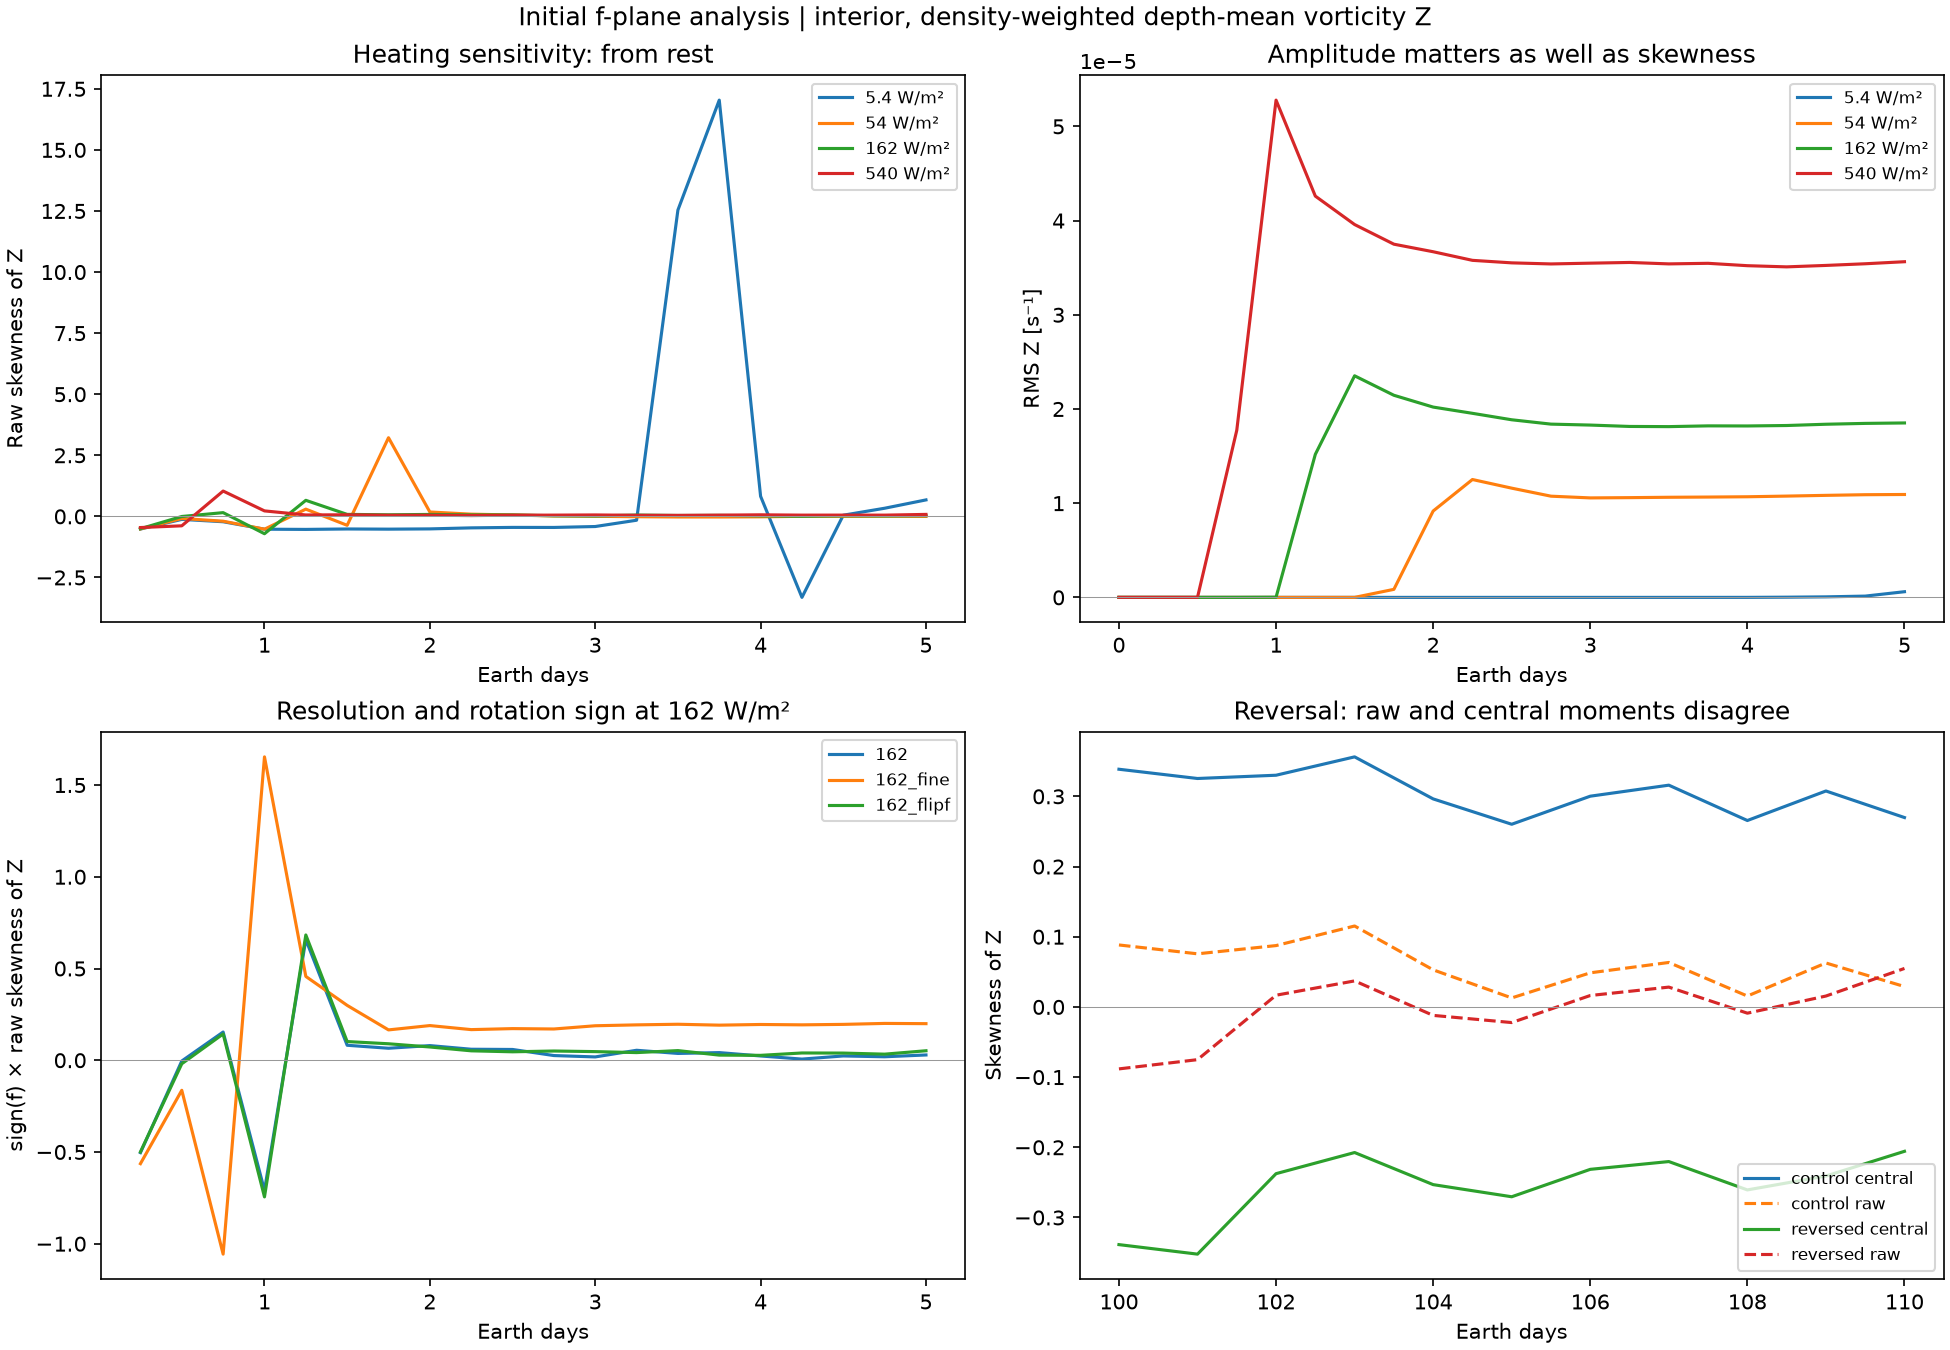 Initial f-plane analysis | interior, density-weighted depth-mean vorticity Z
Heating sensitivity: from rest
Raw skewness of Z
17.5
15.0
12.5
10.0
7.5
5.0
2.5
0.0
−2.5
5.4 W/m²
54 W/m²
162 W/m²
540 W/m²
1
2
3
4
5
Earth days
Amplitude matters as well as skewness
1e−5
RMS Z [s⁻¹]
5
4
3
2
1
0
5.4 W/m²
54 W/m²
162 W/m²
540 W/m²
0
1
2
3
4
5
Earth days
Resolution and rotation sign at 162 W/m²
sign(f) × raw skewness of Z
1.5
1.0
0.5
0.0
−0.5
−1.0
162
162_fine
162_flipf
1
2
3
4
5
Earth days
Reversal: raw and central moments disagree
Skewness of Z
0.3
0.2
0.1
0.0
−0.1
−0.2
−0.3
control central
control raw
reversed central
reversed raw
100
102
104
106
108
110
Earth days